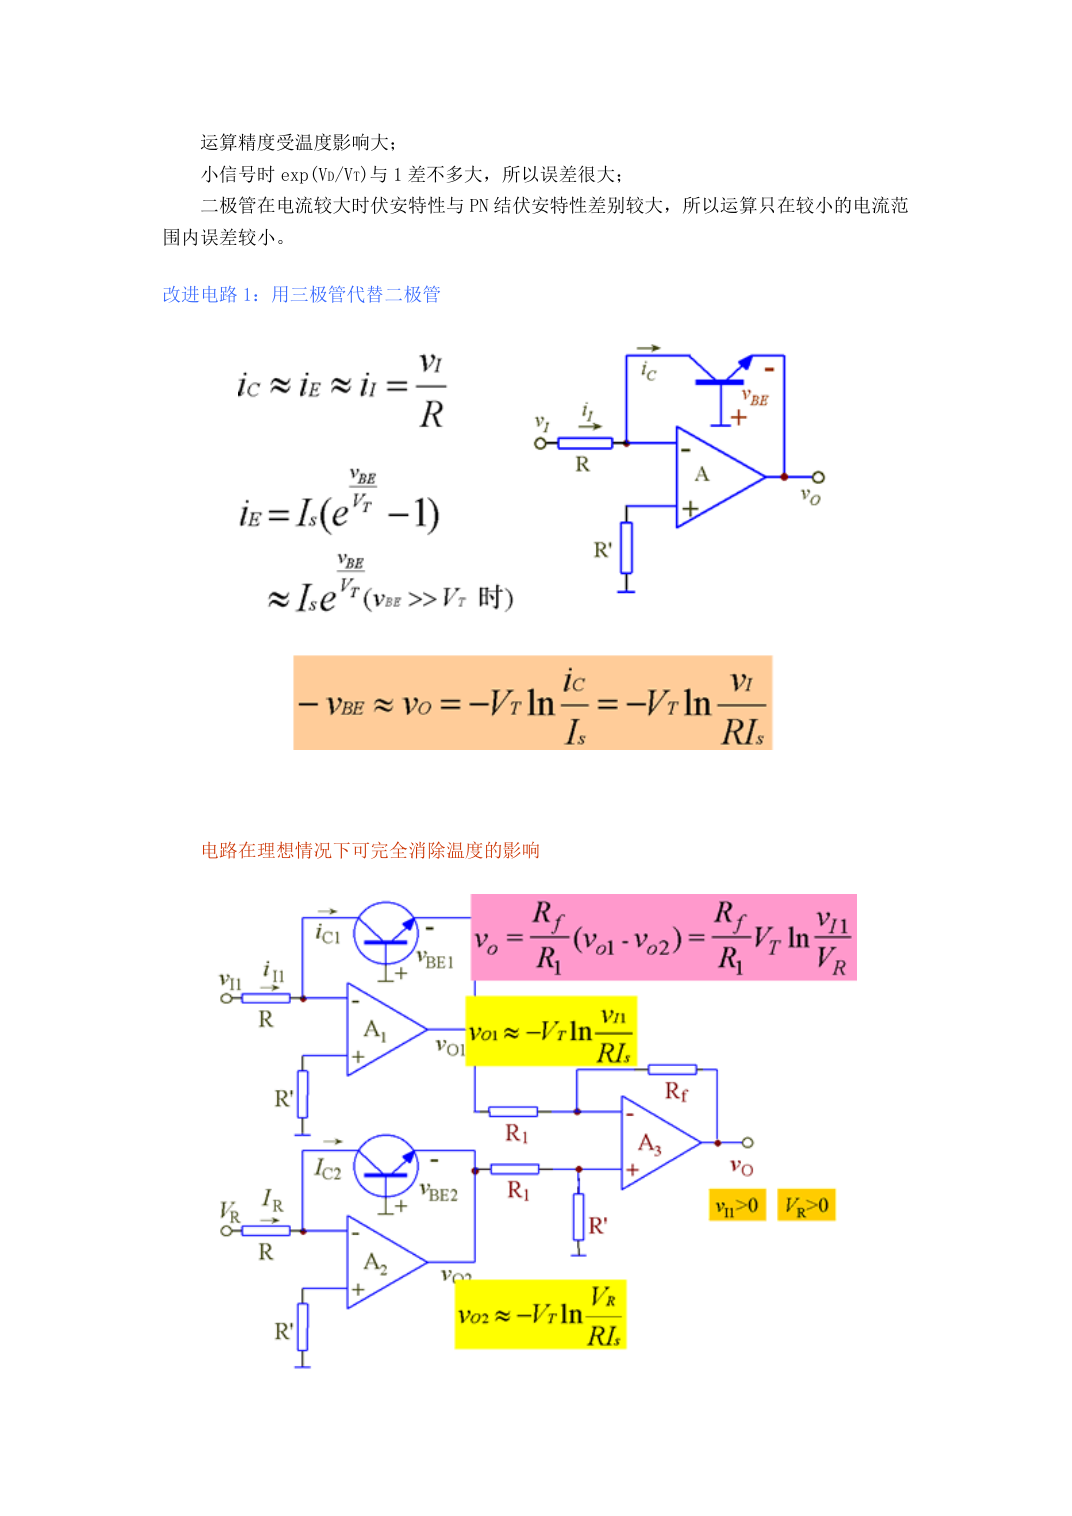 运算精度受温度影响大；
小信号时 exp(VD/VT)与 1 差不多大，所以误差很大；
二极管在电流较大时伏安特性与 PN 结伏安特性差别较大，所以运算只在较小的电流范
围内误差较小。
改进电路 1：用三极管代替二极管
iC ≈ iE ≈ iI = vI/R
iC
vBE
-
+
vI
iI
R
-
A
+
vO
R'
iE = Is(e^(vBE/VT) − 1)
≈ Is e^(vBE/VT) (vBE >> VT 时)
− vBE ≈ vO = −VT ln iC/Is = −VT ln vI/RIs
电路在理想情况下可完全消除温度的影响
iC1
-
vBE1
+
vo = Rf/R1 (vo1 - vo2) = Rf/R1 VT ln vI1/VR
vI1
iI1
R
-
A1
+
vO1
vO1 ≈ −VT ln vI1/RIs
R'
Rf
R1
-
A3
+
vO
IC2
-
vBE2
+
R1
R'
vI1>0
VR>0
VR
IR
R
-
A2
+
vO2
vO2 ≈ −VT ln VR/RIs
R'